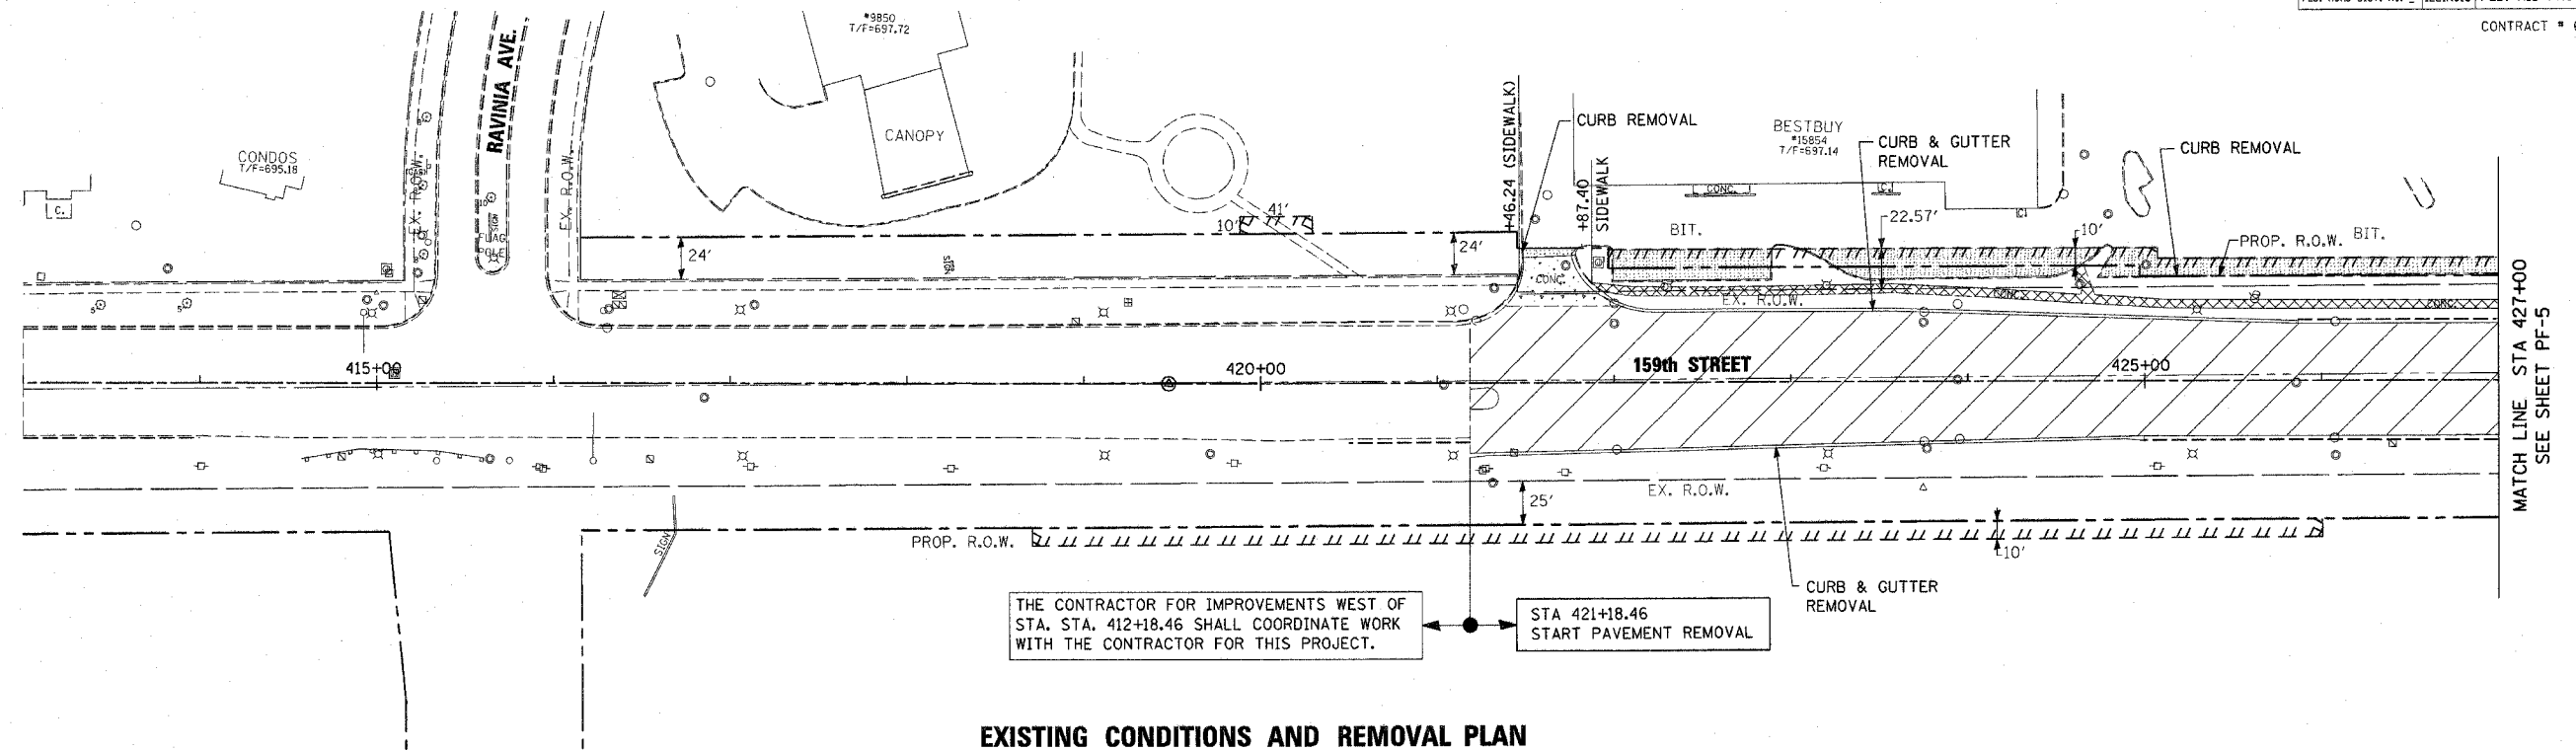 CONTRACT #
*9850
T/F=697.72
RAVINIA AVE.
CANOPY
CONDOS
T/F=695.18
C.
EX. R.O.W.
EX. R.O.W.
FLAG
POLE
SIGN
24'
10'
41'
24'
+46.24 (SIDEWALK)
CURB REMOVAL
+87.40
SIDEWALK
BESTBUY
*15854
T/F=697.14
CONC.
C.
CURB & GUTTER
REMOVAL
CURB REMOVAL
22.57'
BIT.
10'
PROP. R.O.W.
BIT.
CONC.
EX. R.O.W.
CONC.
CONC.
415+00
420+00
159th STREET
425+00
MATCH LINE STA 427+00
SEE SHEET PF-5
EX. R.O.W.
25'
SIGN
PROP. R.O.W.
10'
CURB & GUTTER
REMOVAL
THE CONTRACTOR FOR IMPROVEMENTS WEST OF
STA. STA. 412+18.46 SHALL COORDINATE WORK
WITH THE CONTRACTOR FOR THIS PROJECT.
STA 421+18.46
START PAVEMENT REMOVAL
EXISTING CONDITIONS AND REMOVAL PLAN